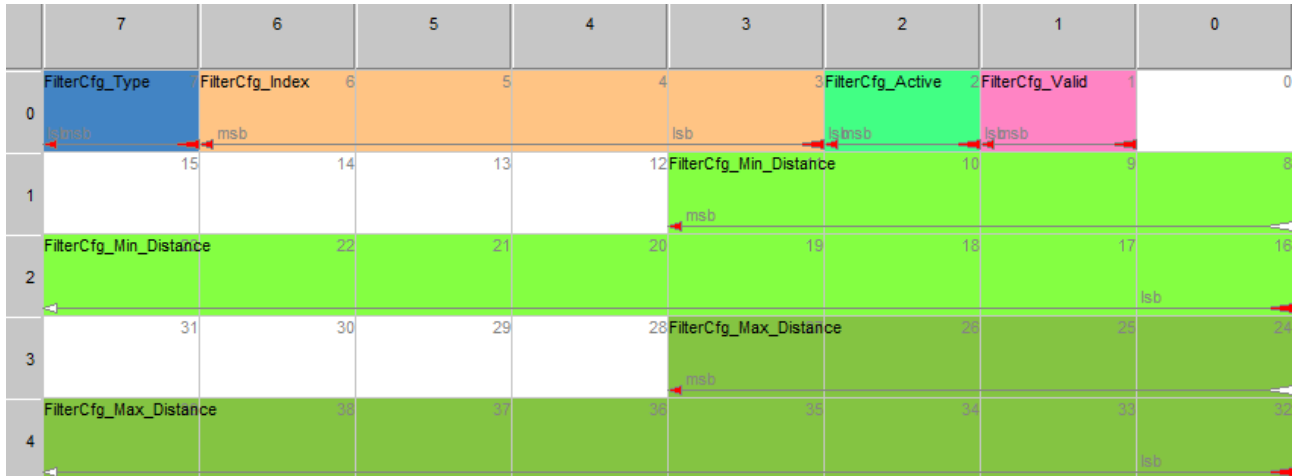 7 6 5 4 3 2 1 0
0 FilterCfg_Type FilterCfg_Index 6 5 4 3 FilterCfg_Active 2 FilterCfg_Valid 1 0
lsb msb msb lsb lsb msb lsb msb
1 15 14 13 12 FilterCfg_Min_Distance 10 9 8
msb
2 FilterCfg_Min_Distance 22 21 20 19 18 17 16
lsb
3 31 30 29 28 FilterCfg_Max_Distance 26 25 24
msb
4 FilterCfg_Max_Distance 38 37 36 35 34 33 32
lsb